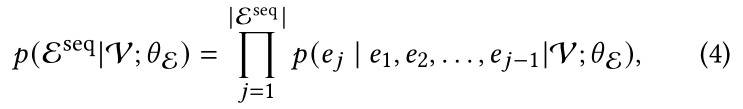 p(ℰ^seq|𝒱; θ_ℰ) = ∏_{j=1}^{|ℰ^seq|} p(e_j | e_1, e_2, …, e_{j−1}|𝒱; θ_ℰ), (4)